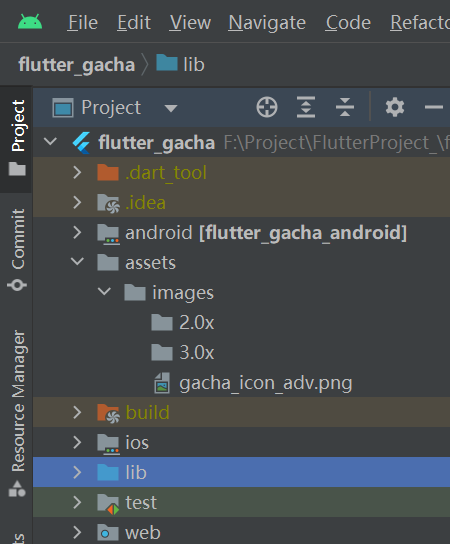 File Edit View Navigate Code Refacto
flutter_gacha lib
Project
Project
flutter_gacha F:\Project\FlutterProject_\f
.dart_tool
.idea
android [flutter_gacha_android]
assets
images
2.0x
3.0x
gacha_icon_adv.png
build
ios
lib
test
web
Commit
Resource Manager